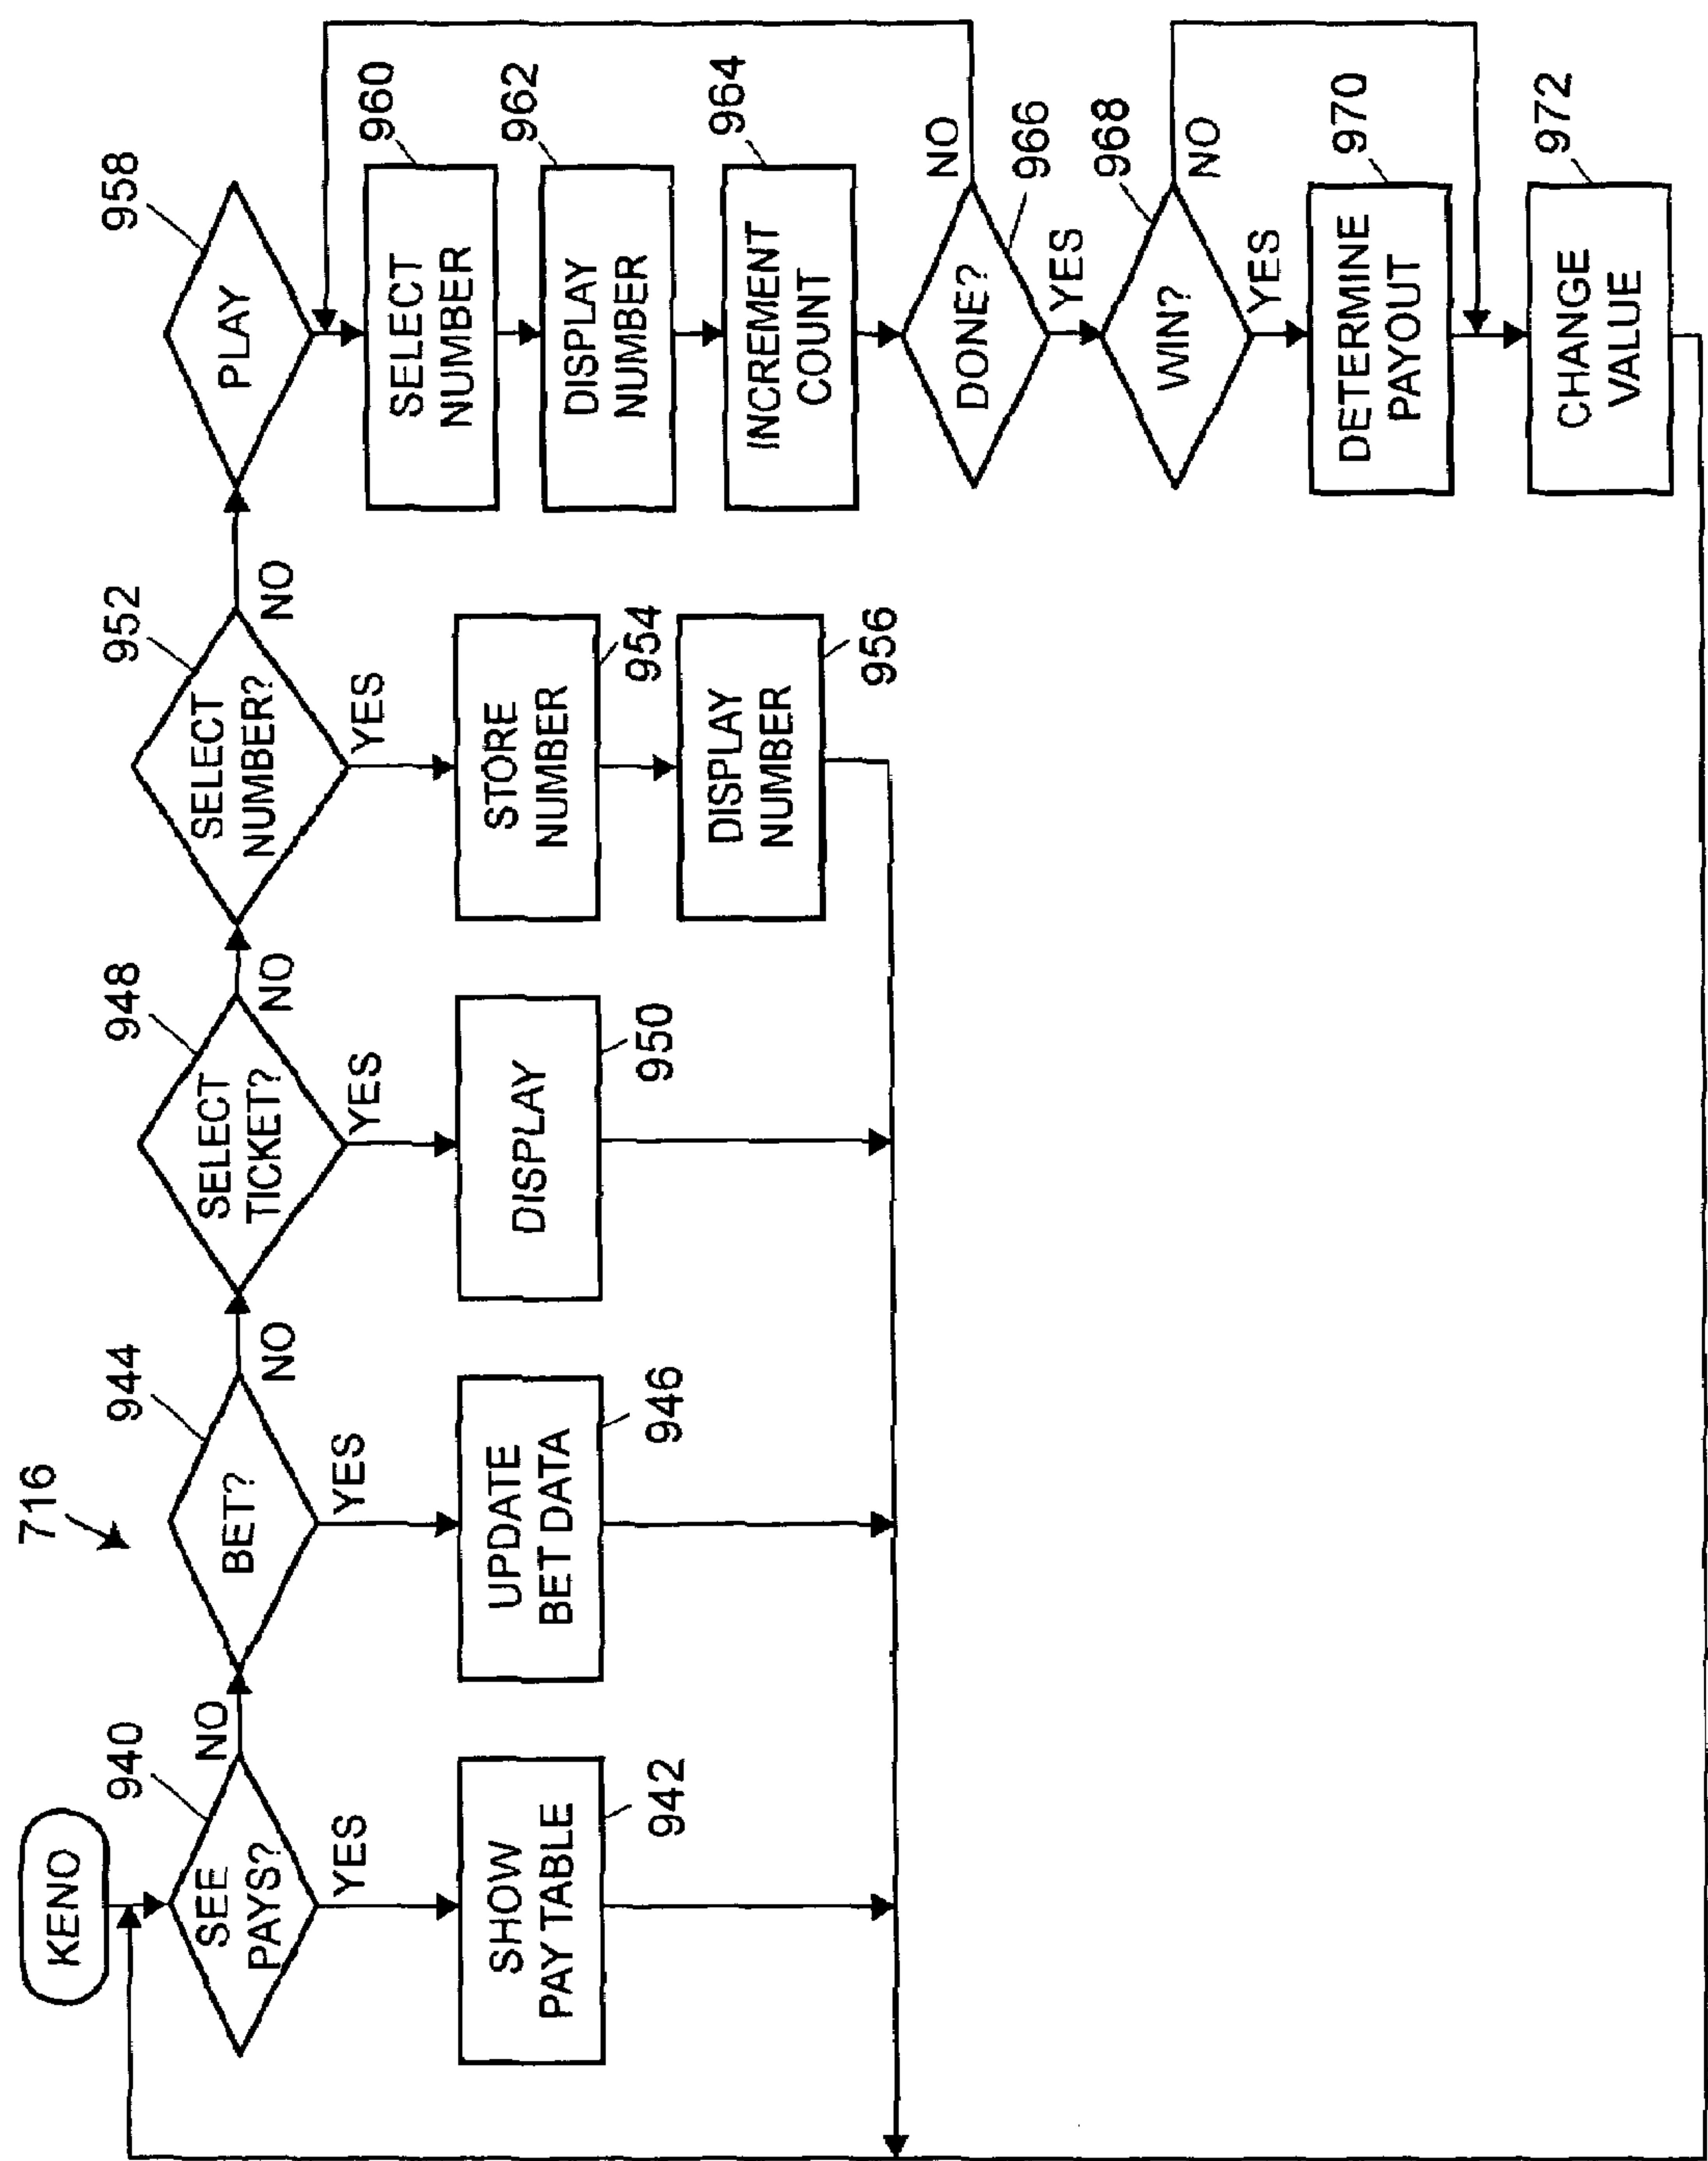 716
KENO
940
SEE
PAYS?
NO
YES
SHOW
PAY TABLE
942
944
BET?
NO
YES
UPDATE
BET DATA
946
948
SELECT
TICKET?
NO
YES
DISPLAY
950
952
SELECT
NUMBER?
NO
YES
STORE
NUMBER
954
DISPLAY
NUMBER
956
958
PLAY
960
SELECT
NUMBER
962
DISPLAY
NUMBER
964
INCREMENT
COUNT
NO
DONE?
966
YES
968
WIN?
NO
YES
970
DETERMINE
PAYOUT
972
CHANGE
VALUE